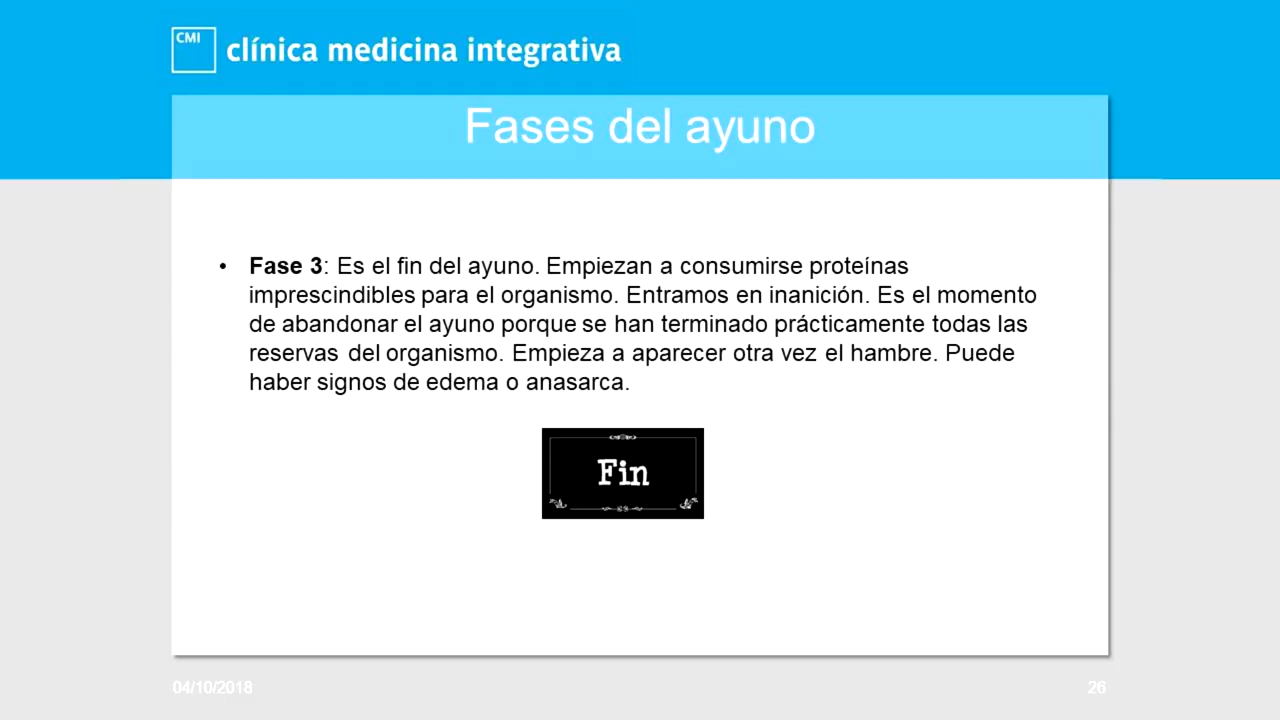 CMI
clínica medicina integrativa
Fases del ayuno
• Fase 3: Es el fin del ayuno. Empiezan a consumirse proteínas
imprescindibles para el organismo. Entramos en inanición. Es el momento
de abandonar el ayuno porque se han terminado prácticamente todas las
reservas del organismo. Empieza a aparecer otra vez el hambre. Puede
haber signos de edema o anasarca.
Fin
04/10/2018
26